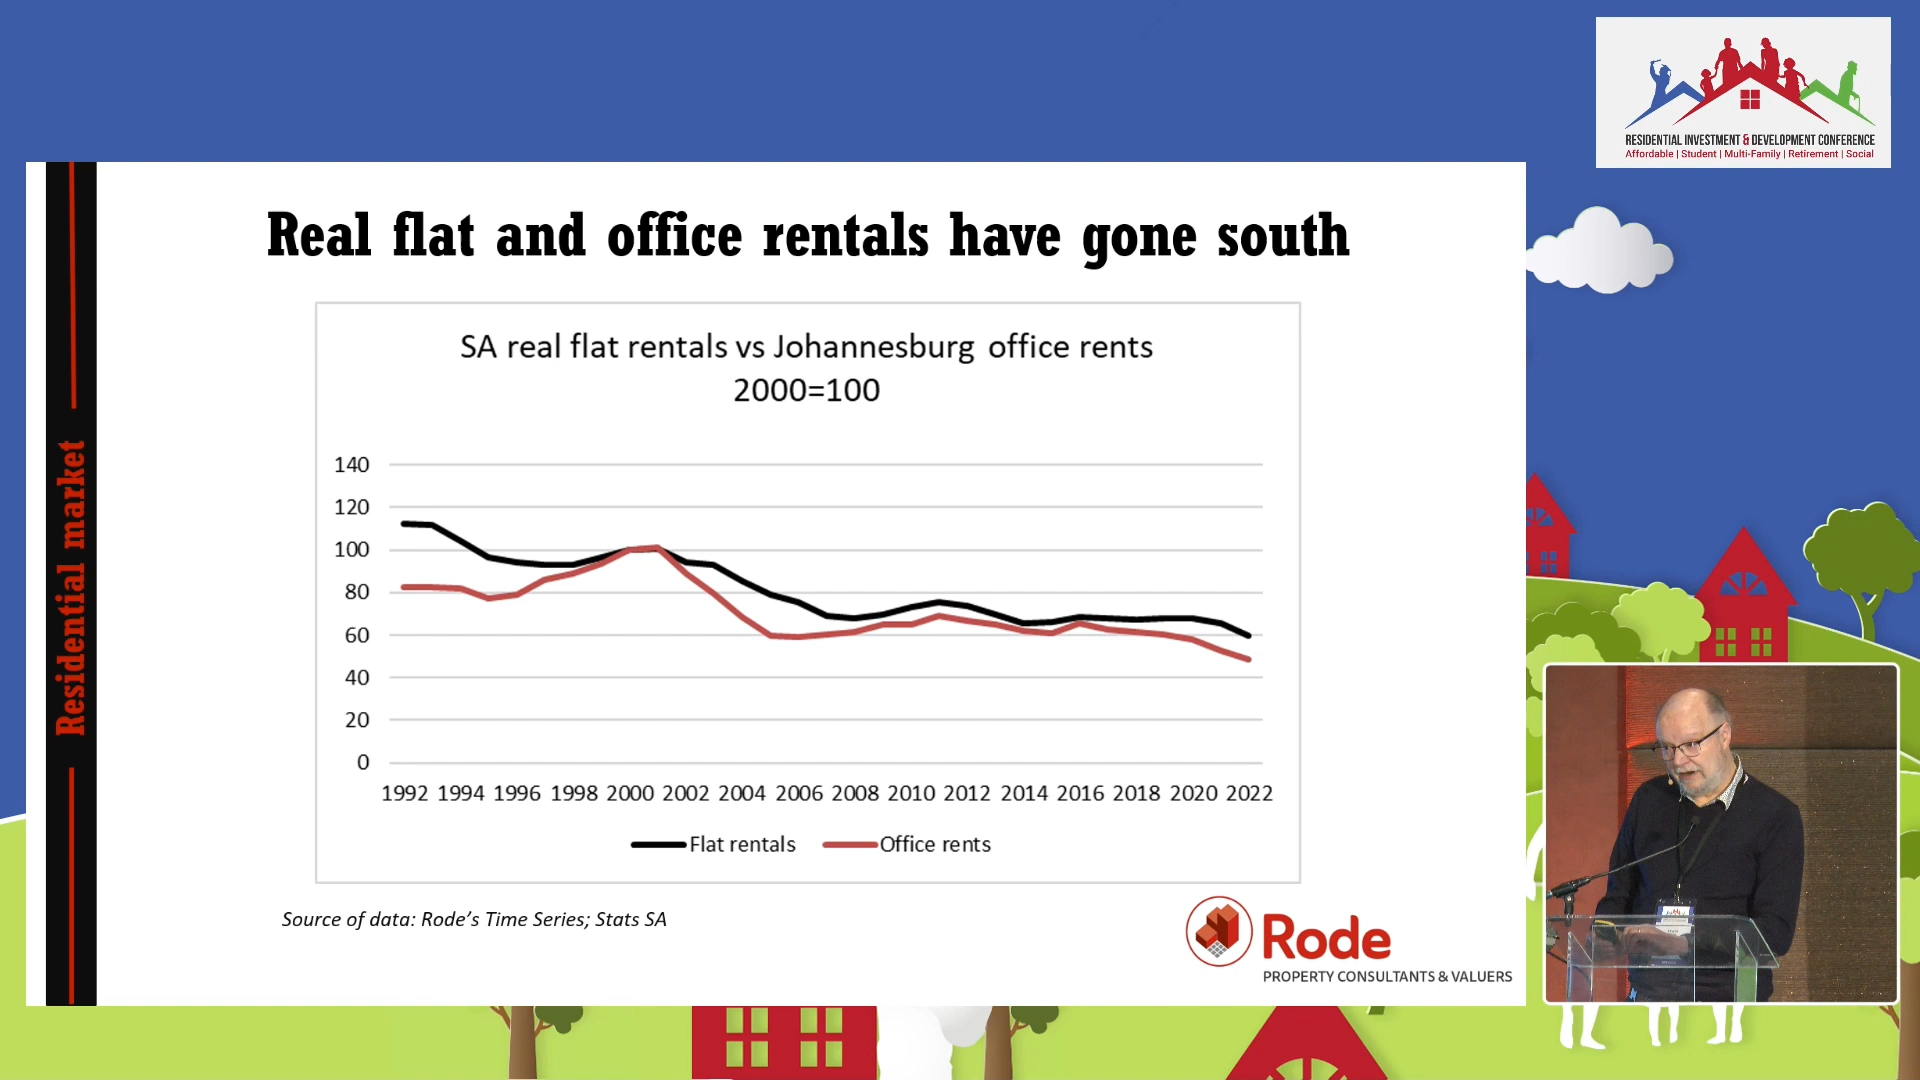 RESIDENTIAL INVESTMENT & DEVELOPMENT CONFERENCE
Affordable | Student | Multi-Family | Retirement | Social
Residential market
Real flat and office rentals have gone south
SA real flat rentals vs Johannesburg office rents
2000=100
140
120
100
80
60
40
20
0
1992 1994 1996 1998 2000 2002 2004 2006 2008 2010 2012 2014 2016 2018 2020 2022
Flat rentals Office rents
Source of data: Rode's Time Series; Stats SA
Rode
PROPERTY CONSULTANTS & VALUERS